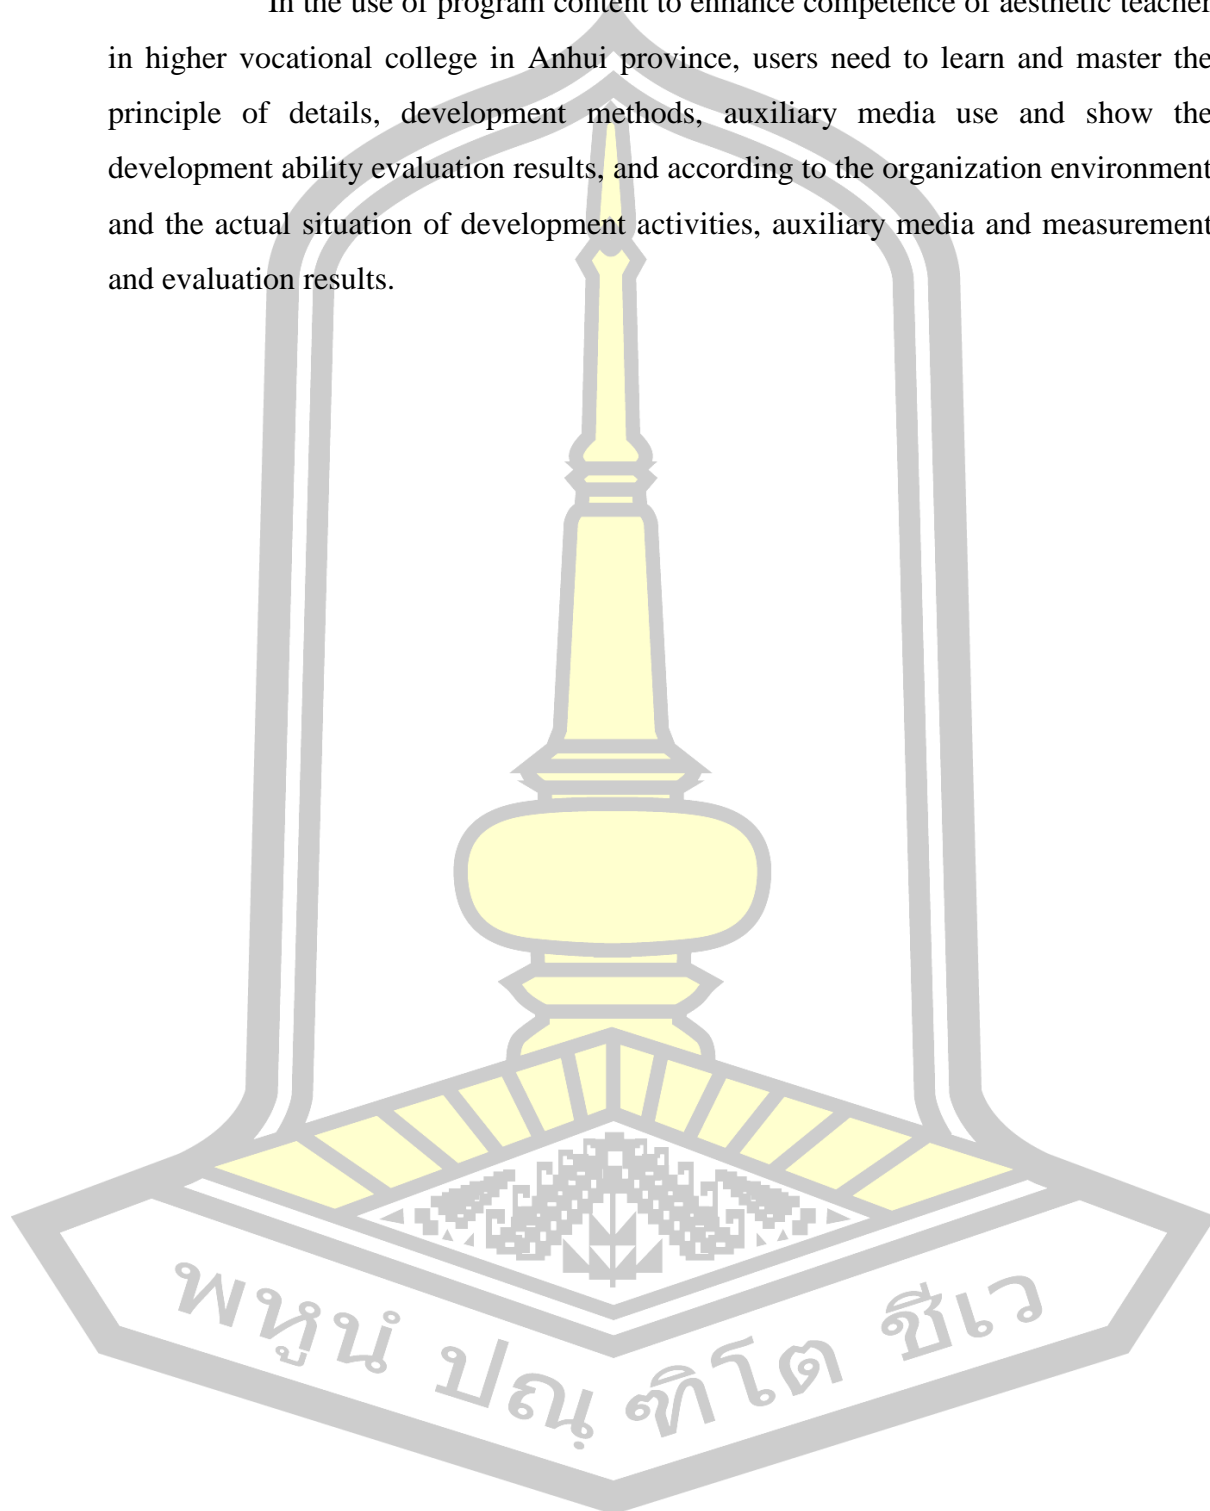 In the use of program content to enhance competence of aesthetic teacher
in higher vocational college in Anhui province, users need to learn and master the
principle of details, development methods, auxiliary media use and show the
development ability evaluation results, and according to the organization environment
and the actual situation of development activities, auxiliary media and measurement
and evaluation results.
พหูนํ ปณฺฑิโต ชีเว